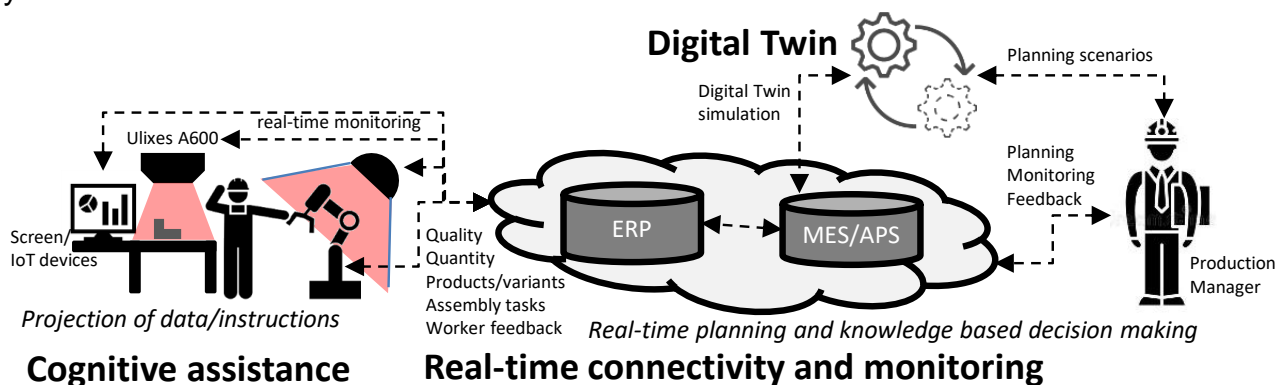 Digital Twin
Planning scenarios
Digital Twin
simulation
real-time monitoring
Ulixes A600
Planning
Monitoring
Feedback
ERP
MES/APS
Screen/
IoT devices
Quality
Quantity
Products/variants
Assembly tasks
Worker feedback
Production
Manager
Projection of data/instructions
Real-time planning and knowledge based decision making
Cognitive assistance
Real-time connectivity and monitoring